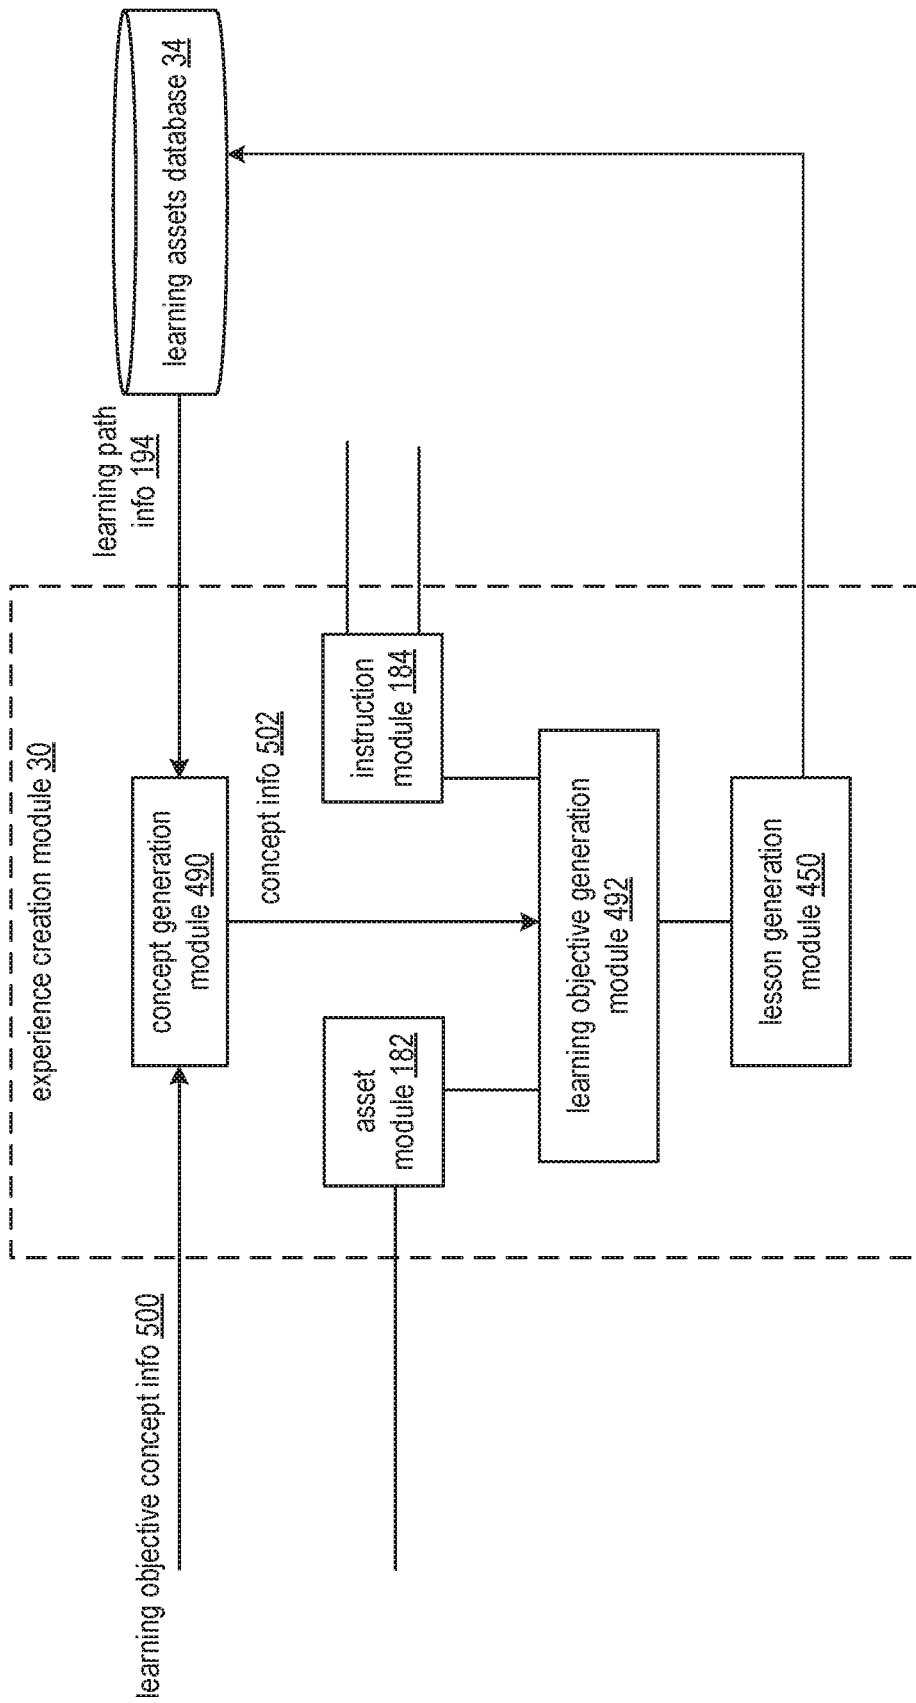 experience creation module 30
learning objective concept info 500
concept generation
module 490
learning path
info 194
learning assets database 34
concept info 502
asset
module 182
instruction
module 184
learning objective generation
module 492
lesson generation
module 450